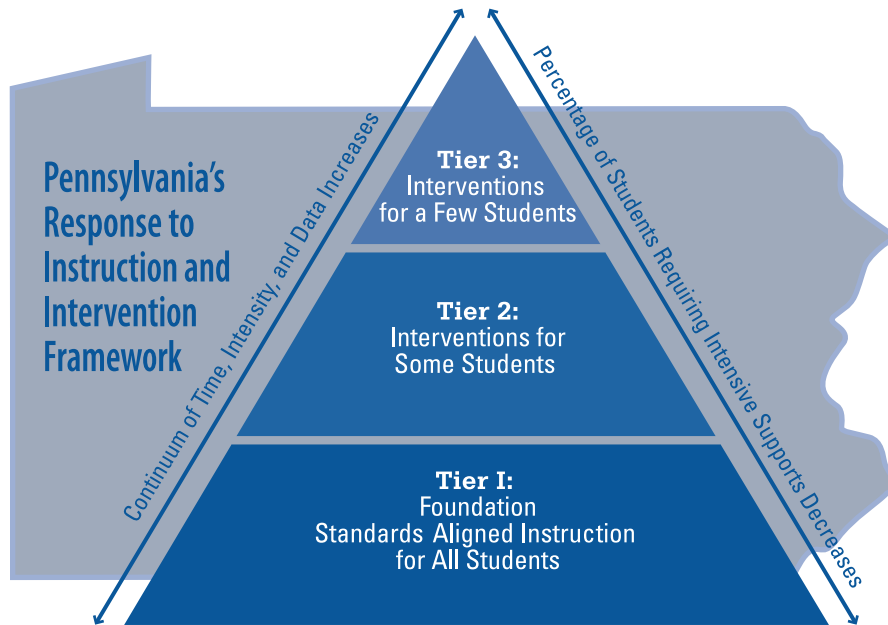 Pennsylvania's
Response to
Instruction and
Intervention
Framework
Continuum of Time, Intensity, and Data Increases
Percentage of Students Requiring Intensive Supports Decreases
Tier 3:
Interventions
for a Few Students
Tier 2:
Interventions for
Some Students
Tier I:
Foundation
Standards Aligned Instruction
for All Students